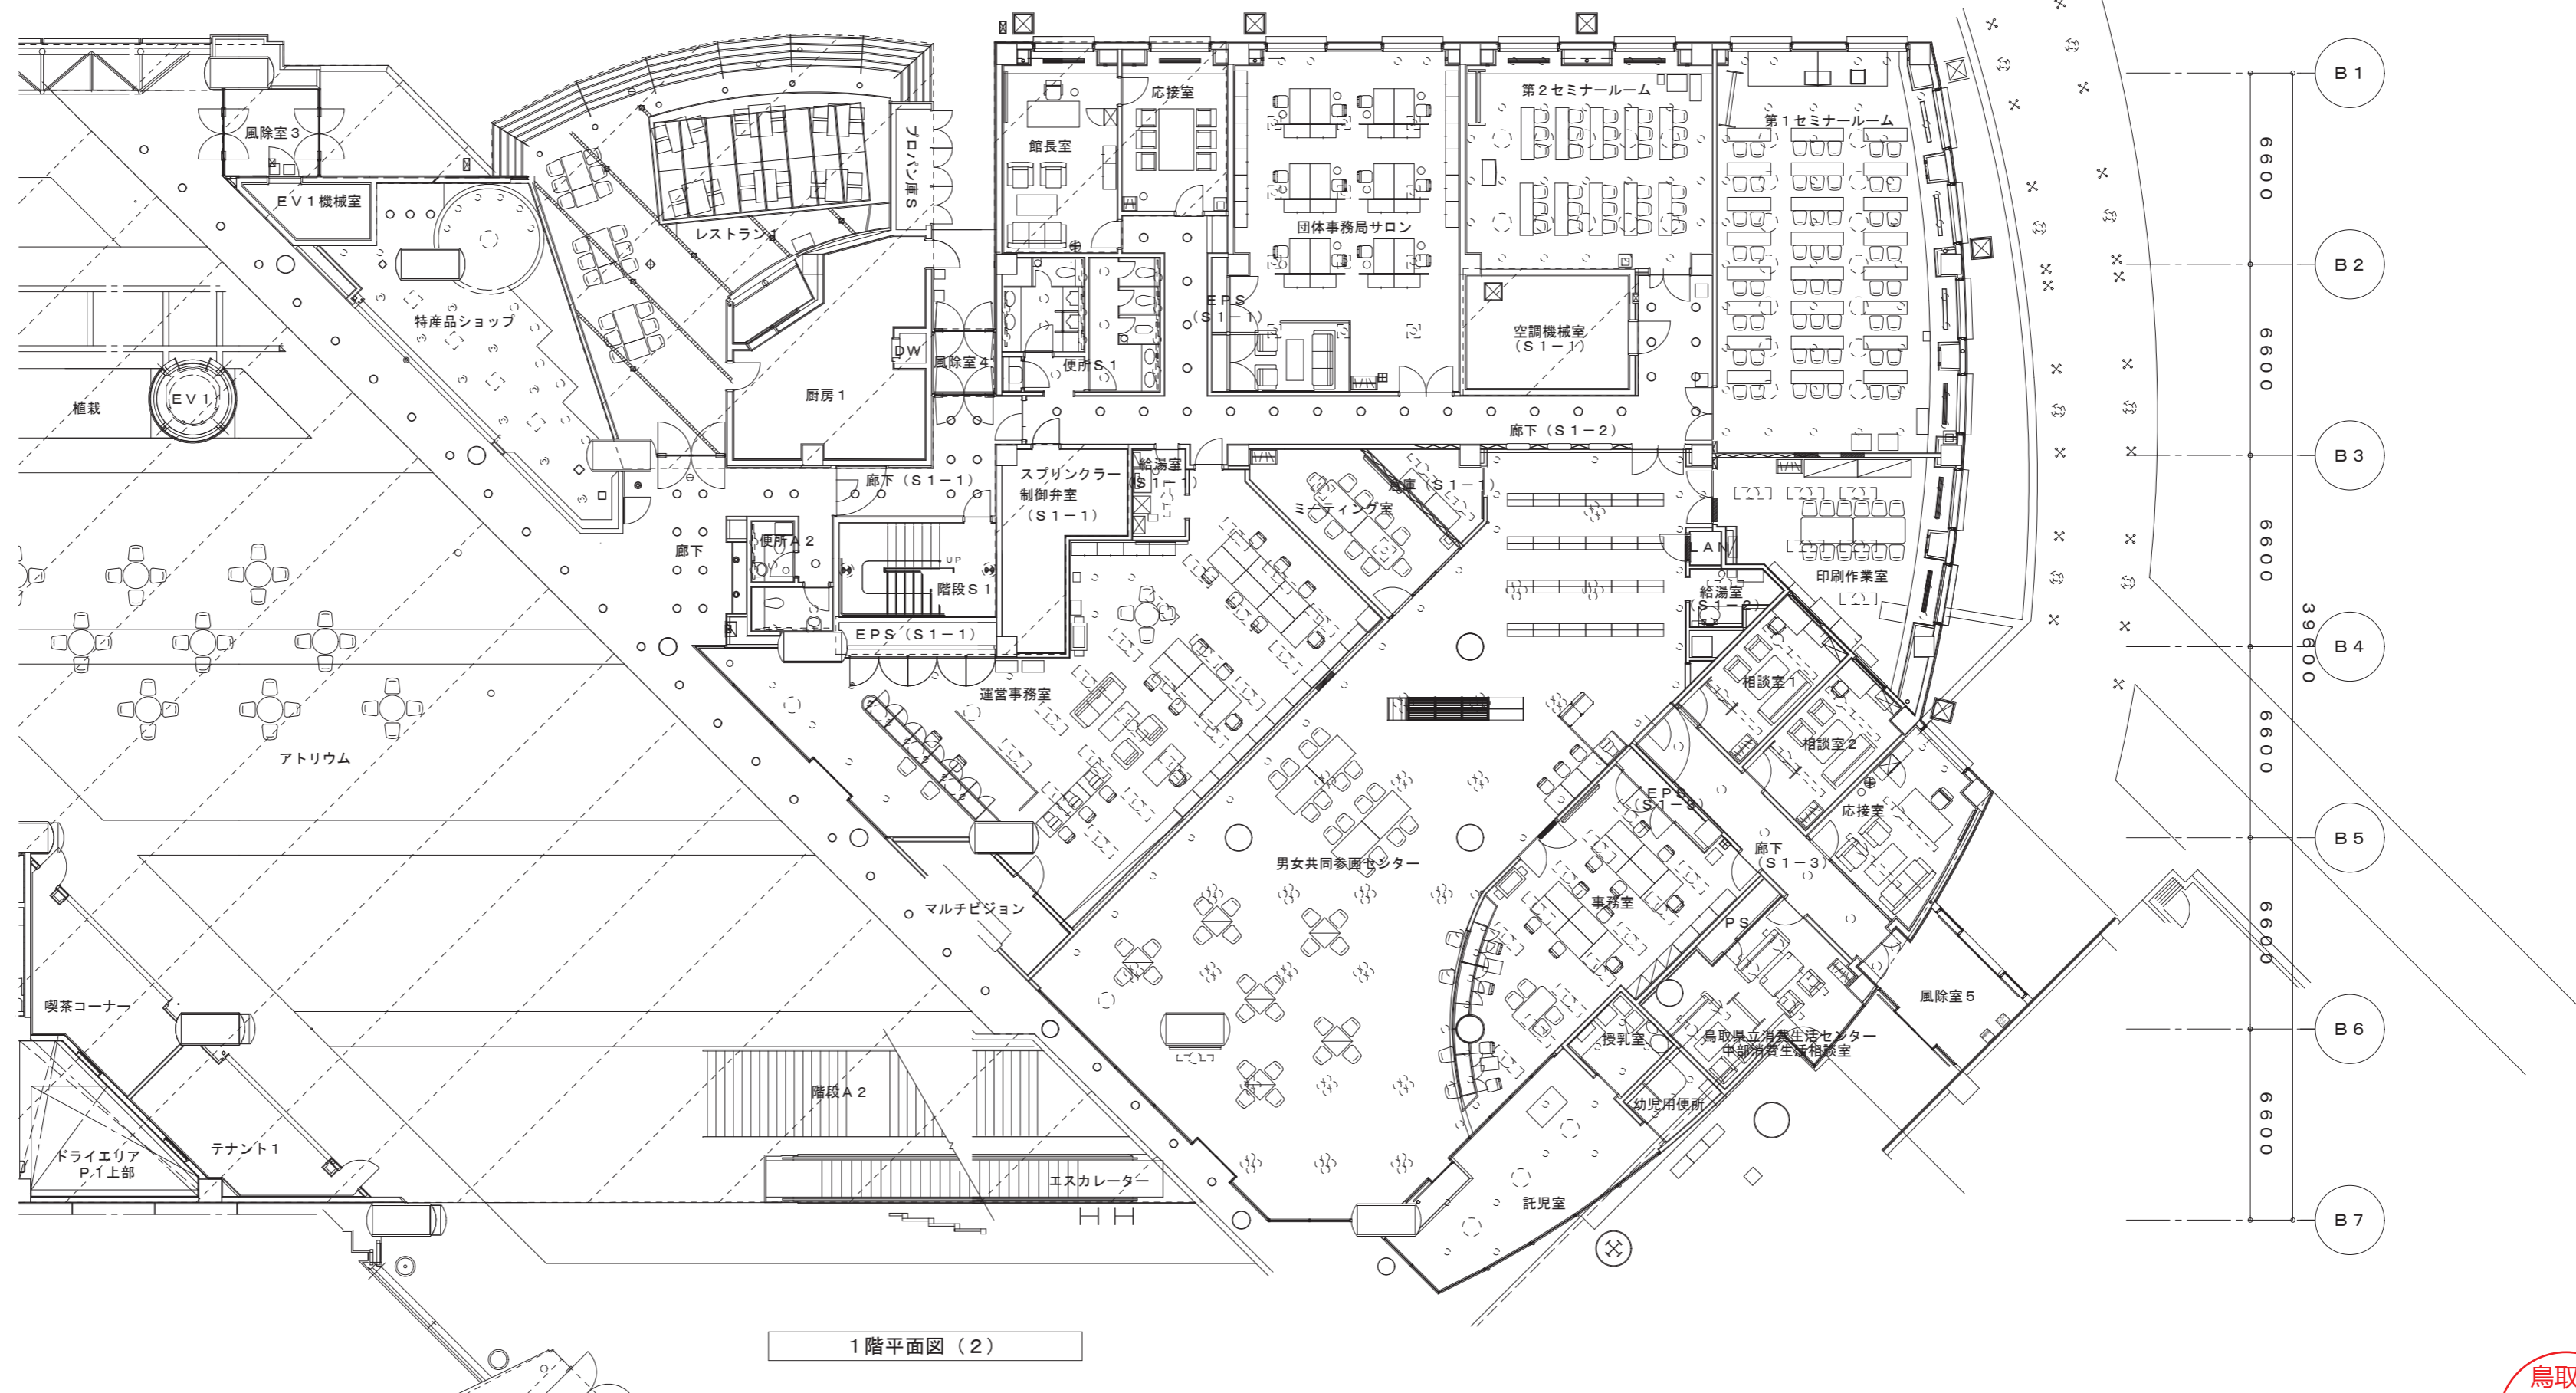 B1
風除室3
応接室
第2セミナールーム
第1セミナールーム
プロパン庫S
館長室
6600
EV1機械室
レストラン1
団体事務局サロン
B2
特産品ショップ
EPS
(S1-1)
空調機械室
(S1-1)
DW
風除室4
便所S1
6600
EV1
植栽
厨房1
廊下(S1-2)
B3
廊下(S1-1)
スプリンクラー
制御弁室
(S1-1)
給湯室
(S1-1)
倉庫(S1-1)
ミーティング室
廊下
便所A2
UP
階段S1
LAN
印刷作業室
6600
給湯室
(S1-2)
39600
EPS(S1-1)
B4
運営事務室
相談室1
相談室2
アトリウム
6600
EPS
(S1-3)
応接室
B5
男女共同参画センター
廊下
(S1-3)
マルチビジョン
事務室
PS
6600
喫茶コーナー
風除室5
B6
授乳室
鳥取県立消費生活センター
中部消費生活相談室
階段A2
幼児用便所
6600
テナント1
ドライエリア
P.1上部
エスカレーター
託児室
B7
1階平面図(2)
鳥取